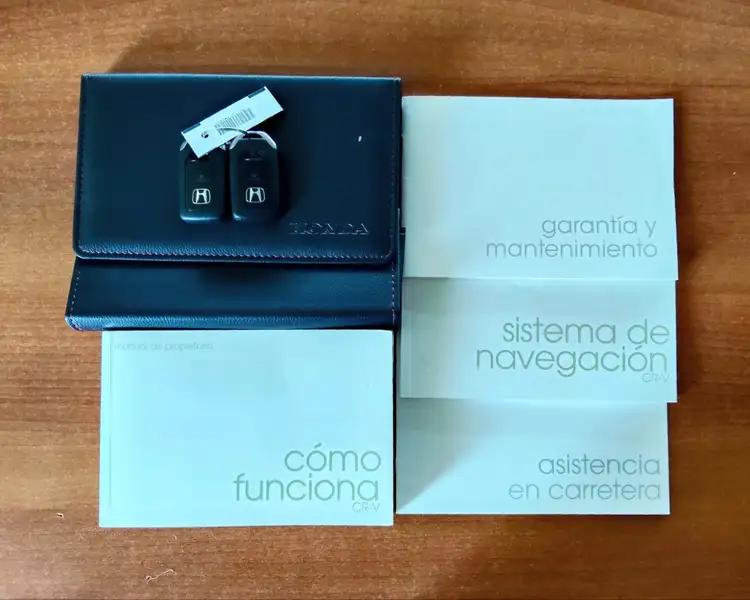 HONDA
garantía y
mantenimiento
sistema de
navegación
CR-V
manual de propietario
cómo
funciona
CR-V
asistencia
en carretera